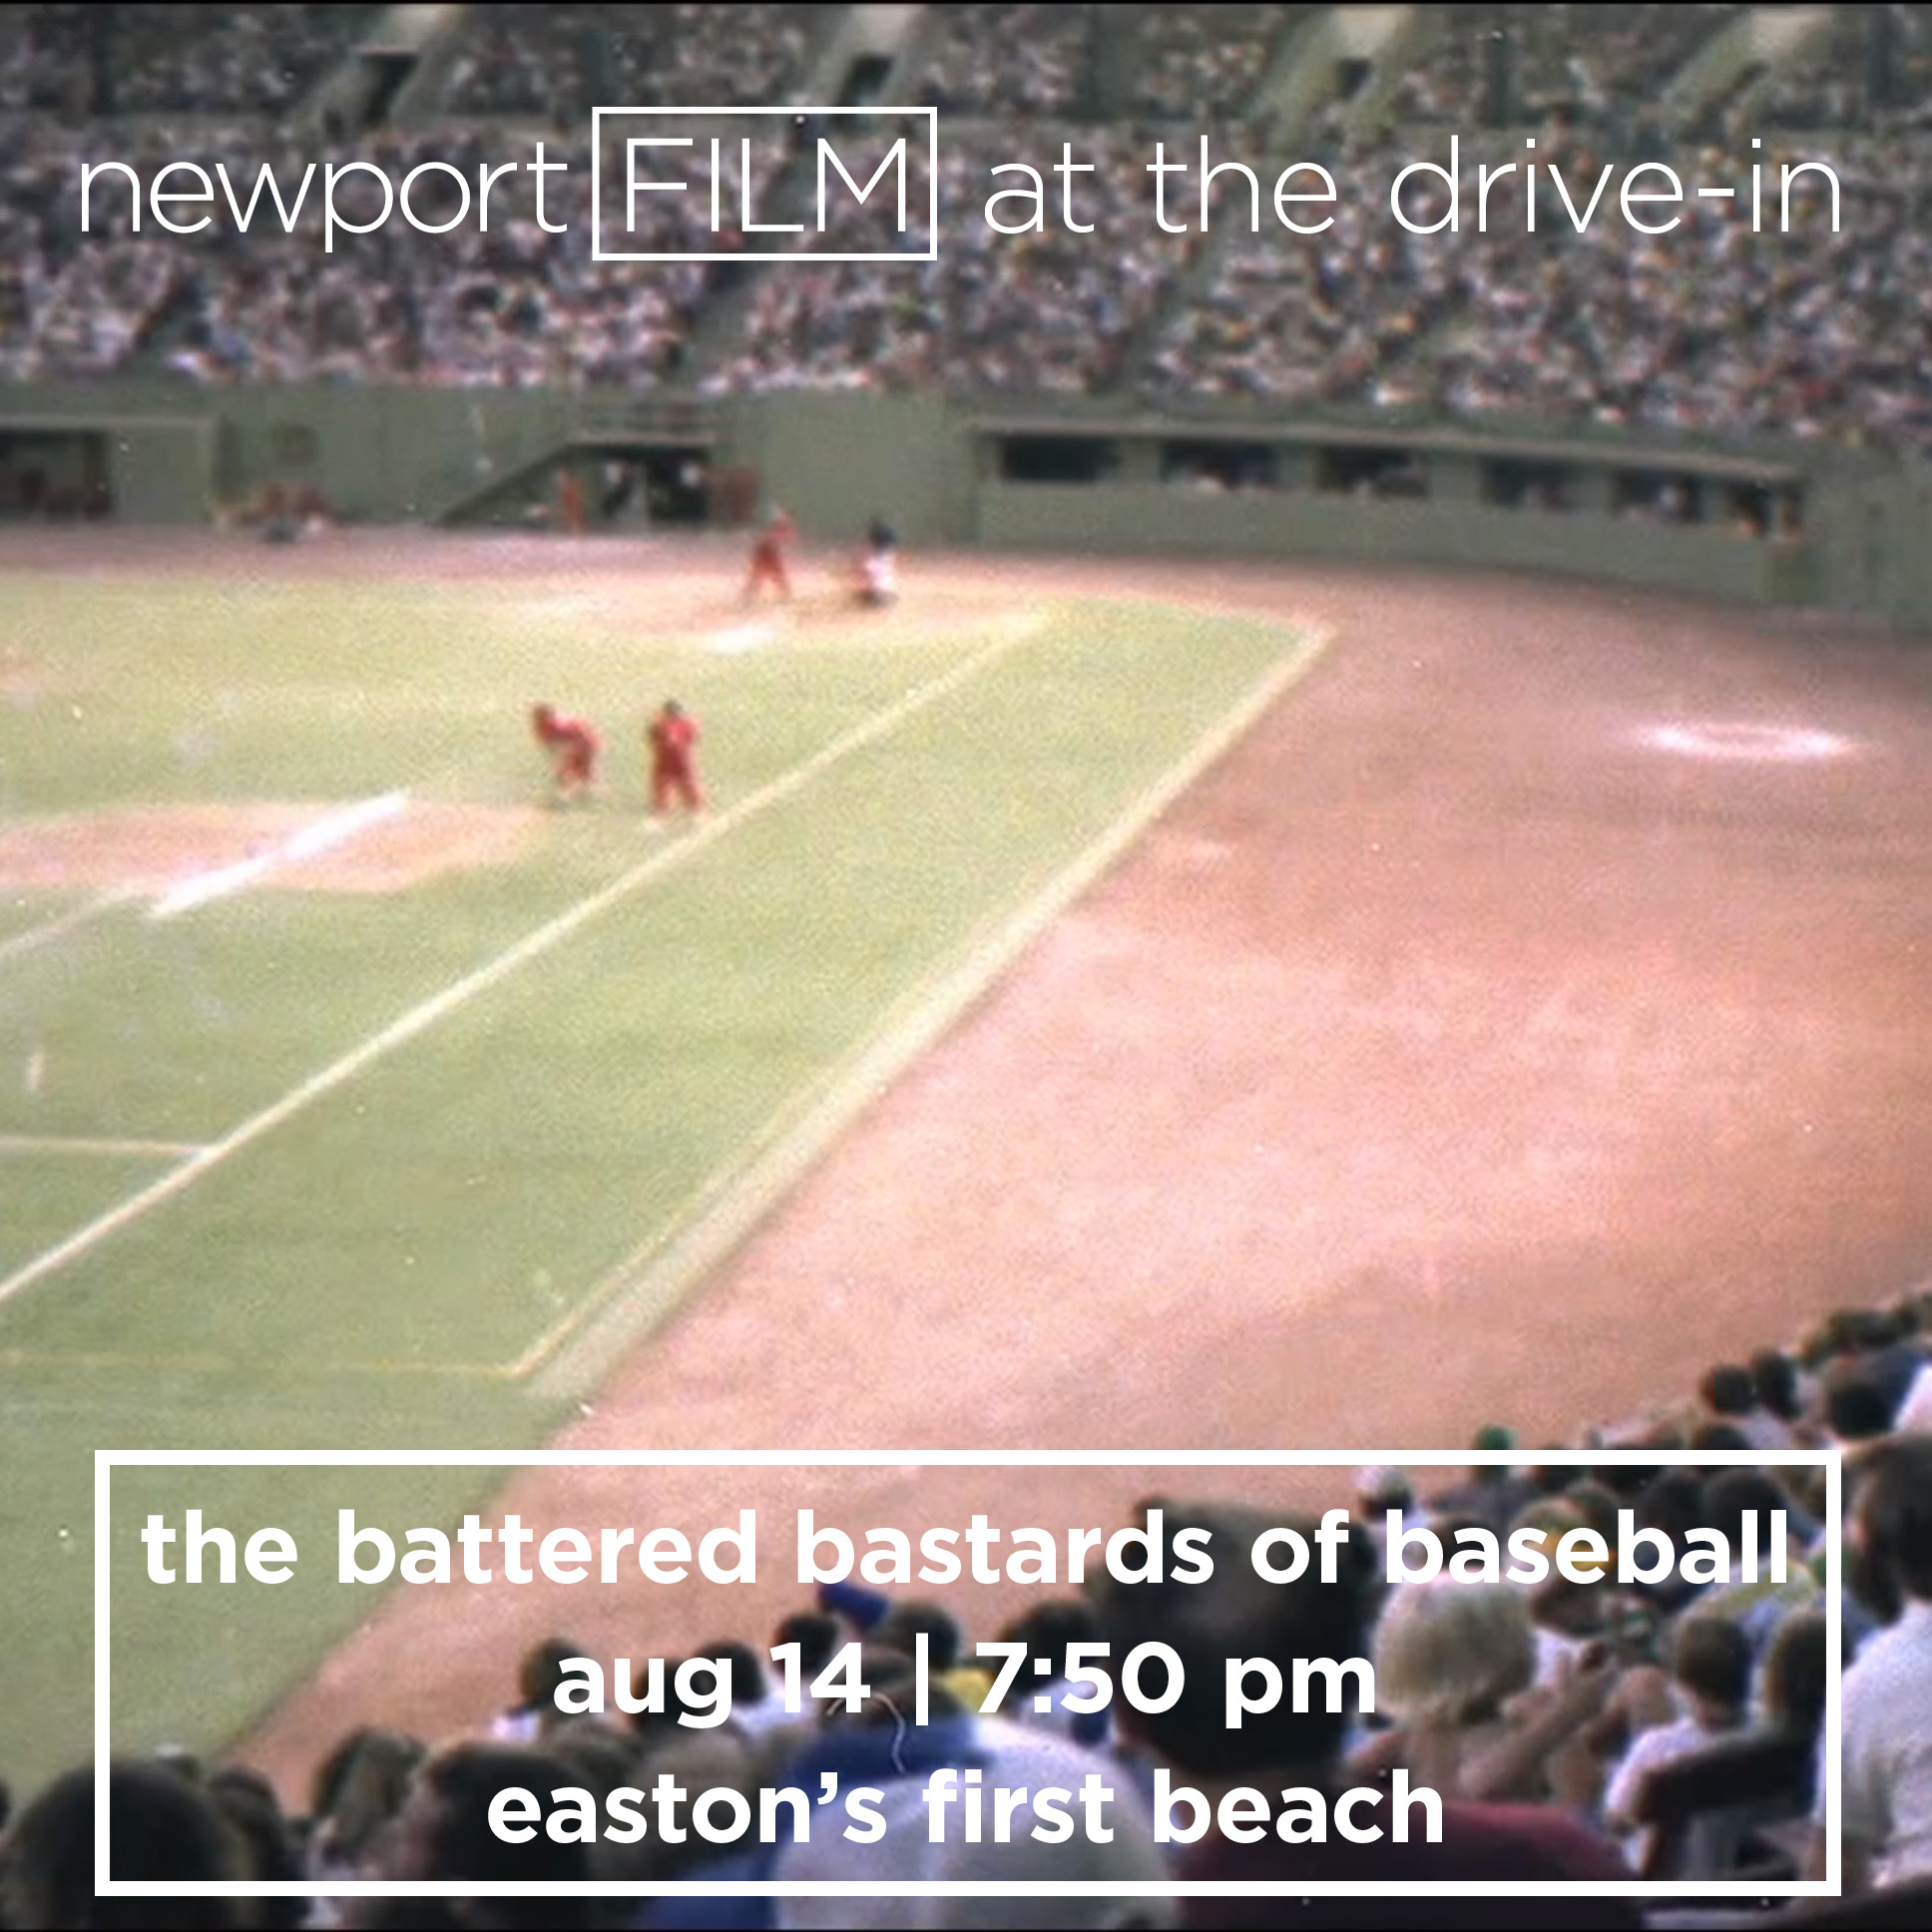 newport FILM at the drive-in
the battered bastards of baseball
aug 14 | 7:50 pm
easton’s first beach